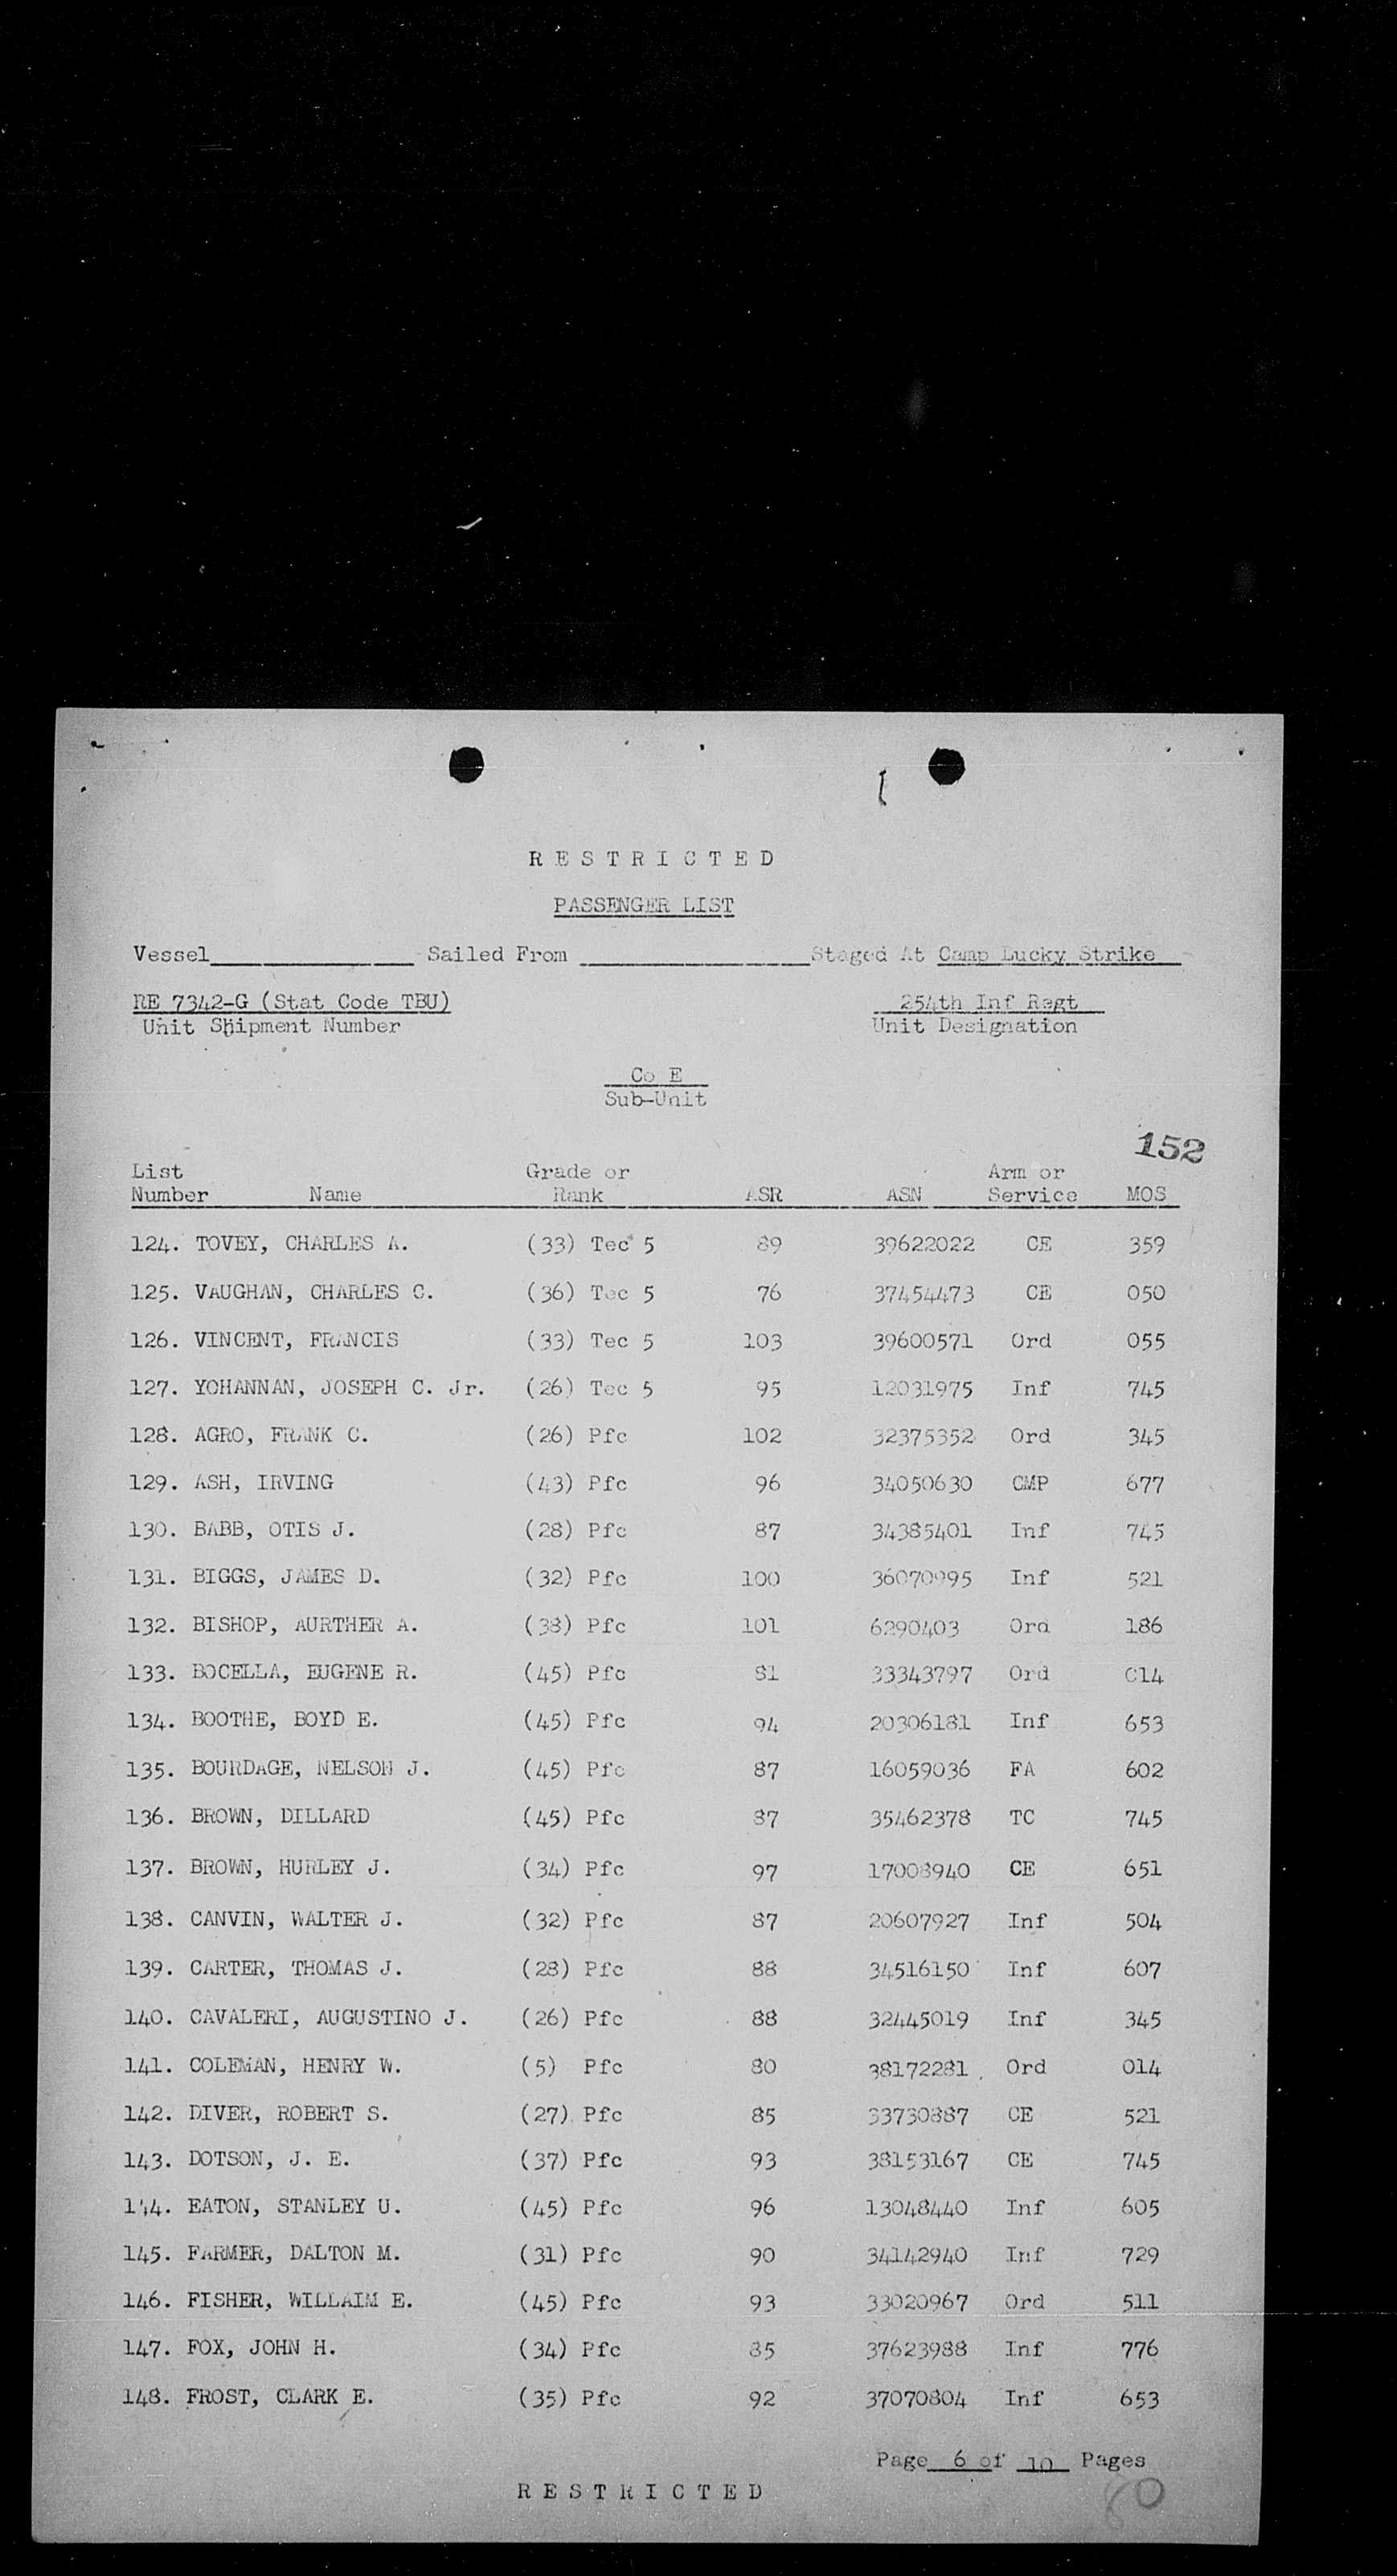 RESTRICTED
PASSENGER LIST
Vessel Sailed From Staged At Camp Lucky Strike
RE 7342-G (Stat Code TBU) 254th Inf Regt
Unit Shipment Number Unit Designation
Co E
Sub-Unit
152
List Grade or Arm or
Number Name Rank ASR ASN Service MOS
124. TOVEY, CHARLES A. (33) Tec 5 89 39622022 CE 359
125. VAUGHAN, CHARLES C. (36) Tec 5 76 37454473 CE 050
126. VINCENT, FRANCIS (33) Tec 5 103 39600571 Ord 055
127. YOHANNAN, JOSEPH C. Jr. (26) Tec 5 95 12031975 Inf 745
128. AGRO, FRANK C. (26) Pfc 102 32375352 Ord 345
129. ASH, IRVING (43) Pfc 96 34050630 CMP 677
130. BABB, OTIS J. (28) Pfc 87 34385401 Inf 745
131. BIGGS, JAMES D. (32) Pfc 100 36070995 Inf 521
132. BISHOP, AURTHER A. (38) Pfc 101 6290403 Ord 186
133. BOCELLA, EUGENE R. (45) Pfc 81 33343797 Ord 014
134. BOOTHE, BOYD E. (45) Pfc 94 20306181 Inf 653
135. BOURDAGE, NELSON J. (45) Pfc 87 16059036 FA 602
136. BROWN, DILLARD (45) Pfc 87 35462378 TC 745
137. BROWN, HURLEY J. (34) Pfc 97 17008940 CE 651
138. CANVIN, WALTER J. (32) Pfc 87 20607927 Inf 504
139. CARTER, THOMAS J. (28) Pfc 88 34516150 Inf 607
140. CAVALERI, AUGUSTINO J. (26) Pfc 88 32445019 Inf 345
141. COLEMAN, HENRY W. (5) Pfc 80 38172281 Ord 014
142. DIVER, ROBERT S. (27) Pfc 85 33730887 CE 521
143. DOTSON, J. E. (37) Pfc 93 38153167 CE 745
144. EATON, STANLEY U. (45) Pfc 96 13048440 Inf 605
145. FARMER, DALTON M. (31) Pfc 90 34142940 Inf 729
146. FISHER, WILLAIM E. (45) Pfc 93 33020967 Ord 511
147. FOX, JOHN H. (34) Pfc 85 37623988 Inf 776
148. FROST, CLARK E. (35) Pfc 92 37070804 Inf 653
Page 6 of 10 Pages
RESTRICTED
80